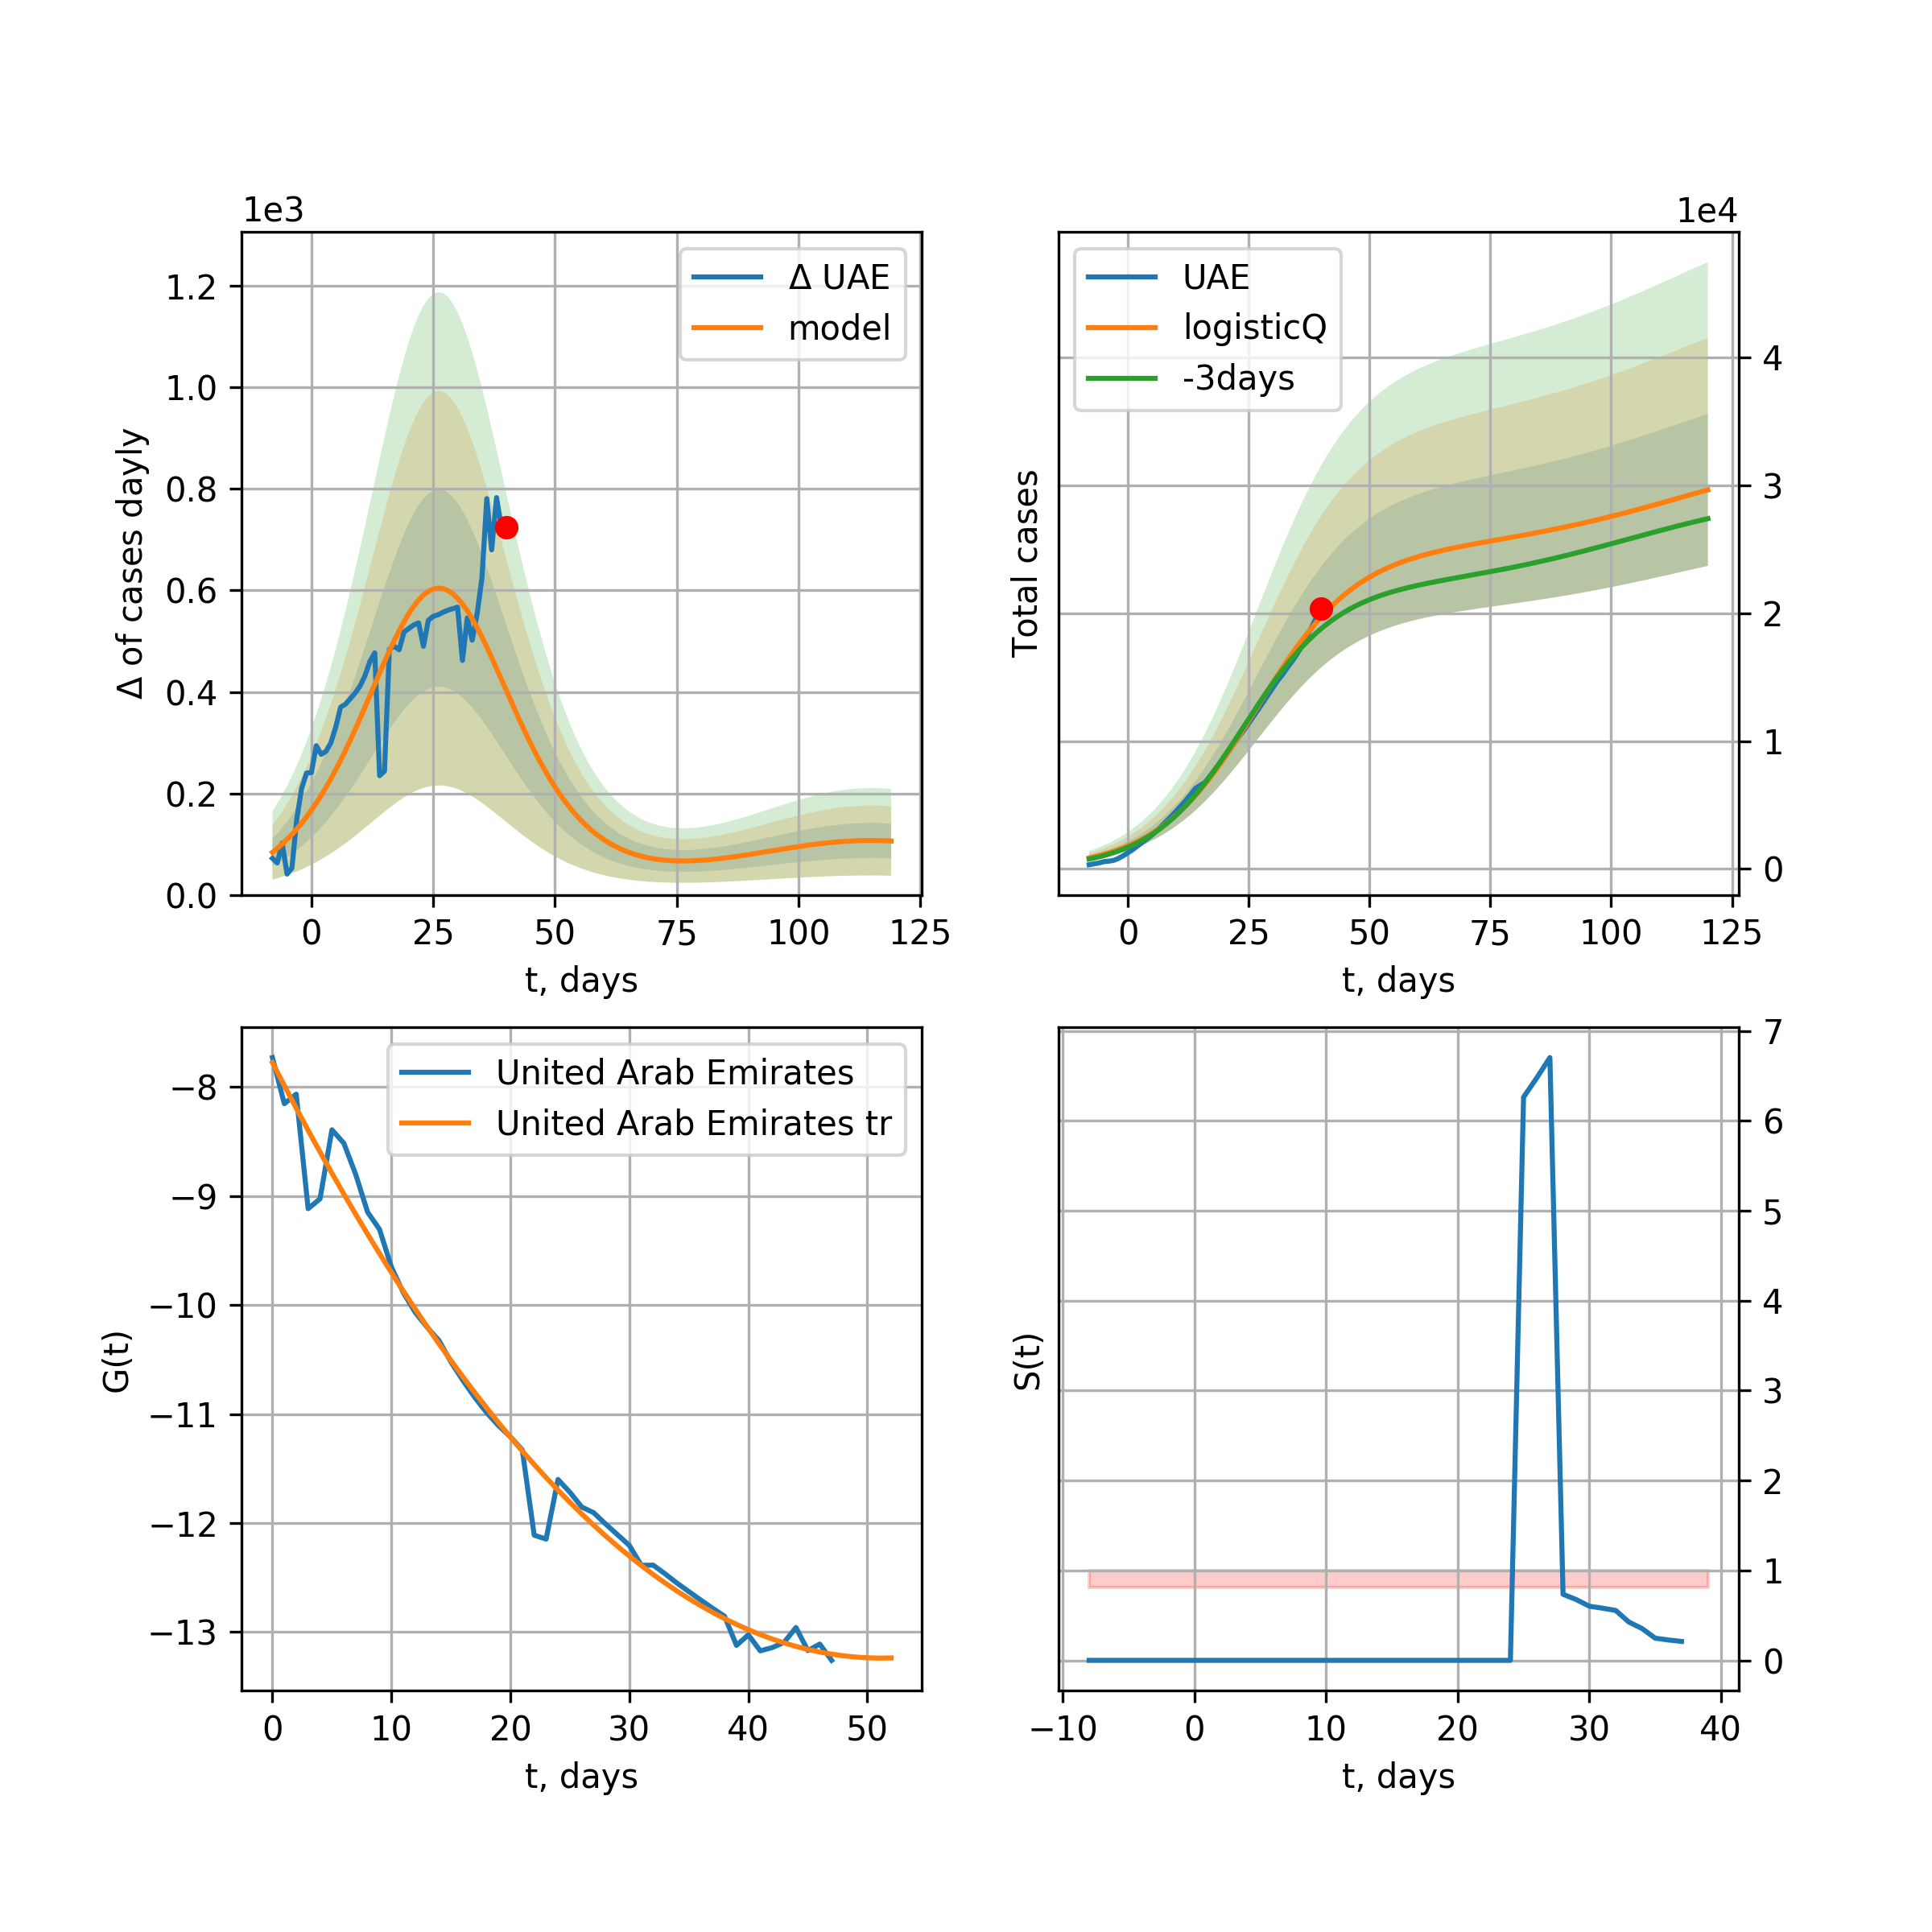 1e3
Δ of cases dayly
1.2
1.0
0.8
0.6
0.4
0.2
0.0
Δ UAE
model
0 25 50 75 100 125
t, days
1e4
Total cases
UAE
logisticQ
-3days
4
3
2
1
0
0 25 50 75 100 125
t, days
G(t)
−8
−9
−10
−11
−12
−13
United Arab Emirates
United Arab Emirates tr
0 10 20 30 40 50
t, days
S(t)
7
6
5
4
3
2
1
0
−10 0 10 20 30 40
t, days